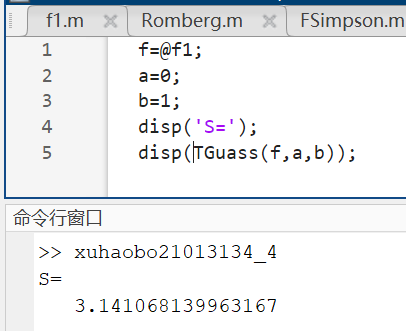 f1.m Romberg.m FSimpson.m
1 f=@f1;
2 a=0;
3 b=1;
4 disp('S=');
5 disp(TGuass(f,a,b));
命令行窗口
>> xuhaobo21013134_4
S=
3.141068139963167